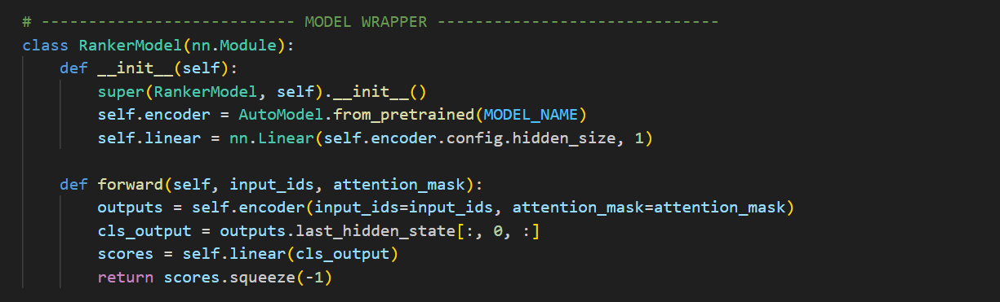 # --------------------------- MODEL WRAPPER ------------------------------
class RankerModel(nn.Module):
    def __init__(self):
        super(RankerModel, self).__init__()
        self.encoder = AutoModel.from_pretrained(MODEL_NAME)
        self.linear = nn.Linear(self.encoder.config.hidden_size, 1)

    def forward(self, input_ids, attention_mask):
        outputs = self.encoder(input_ids=input_ids, attention_mask=attention_mask)
        cls_output = outputs.last_hidden_state[:, 0, :]
        scores = self.linear(cls_output)
        return scores.squeeze(-1)